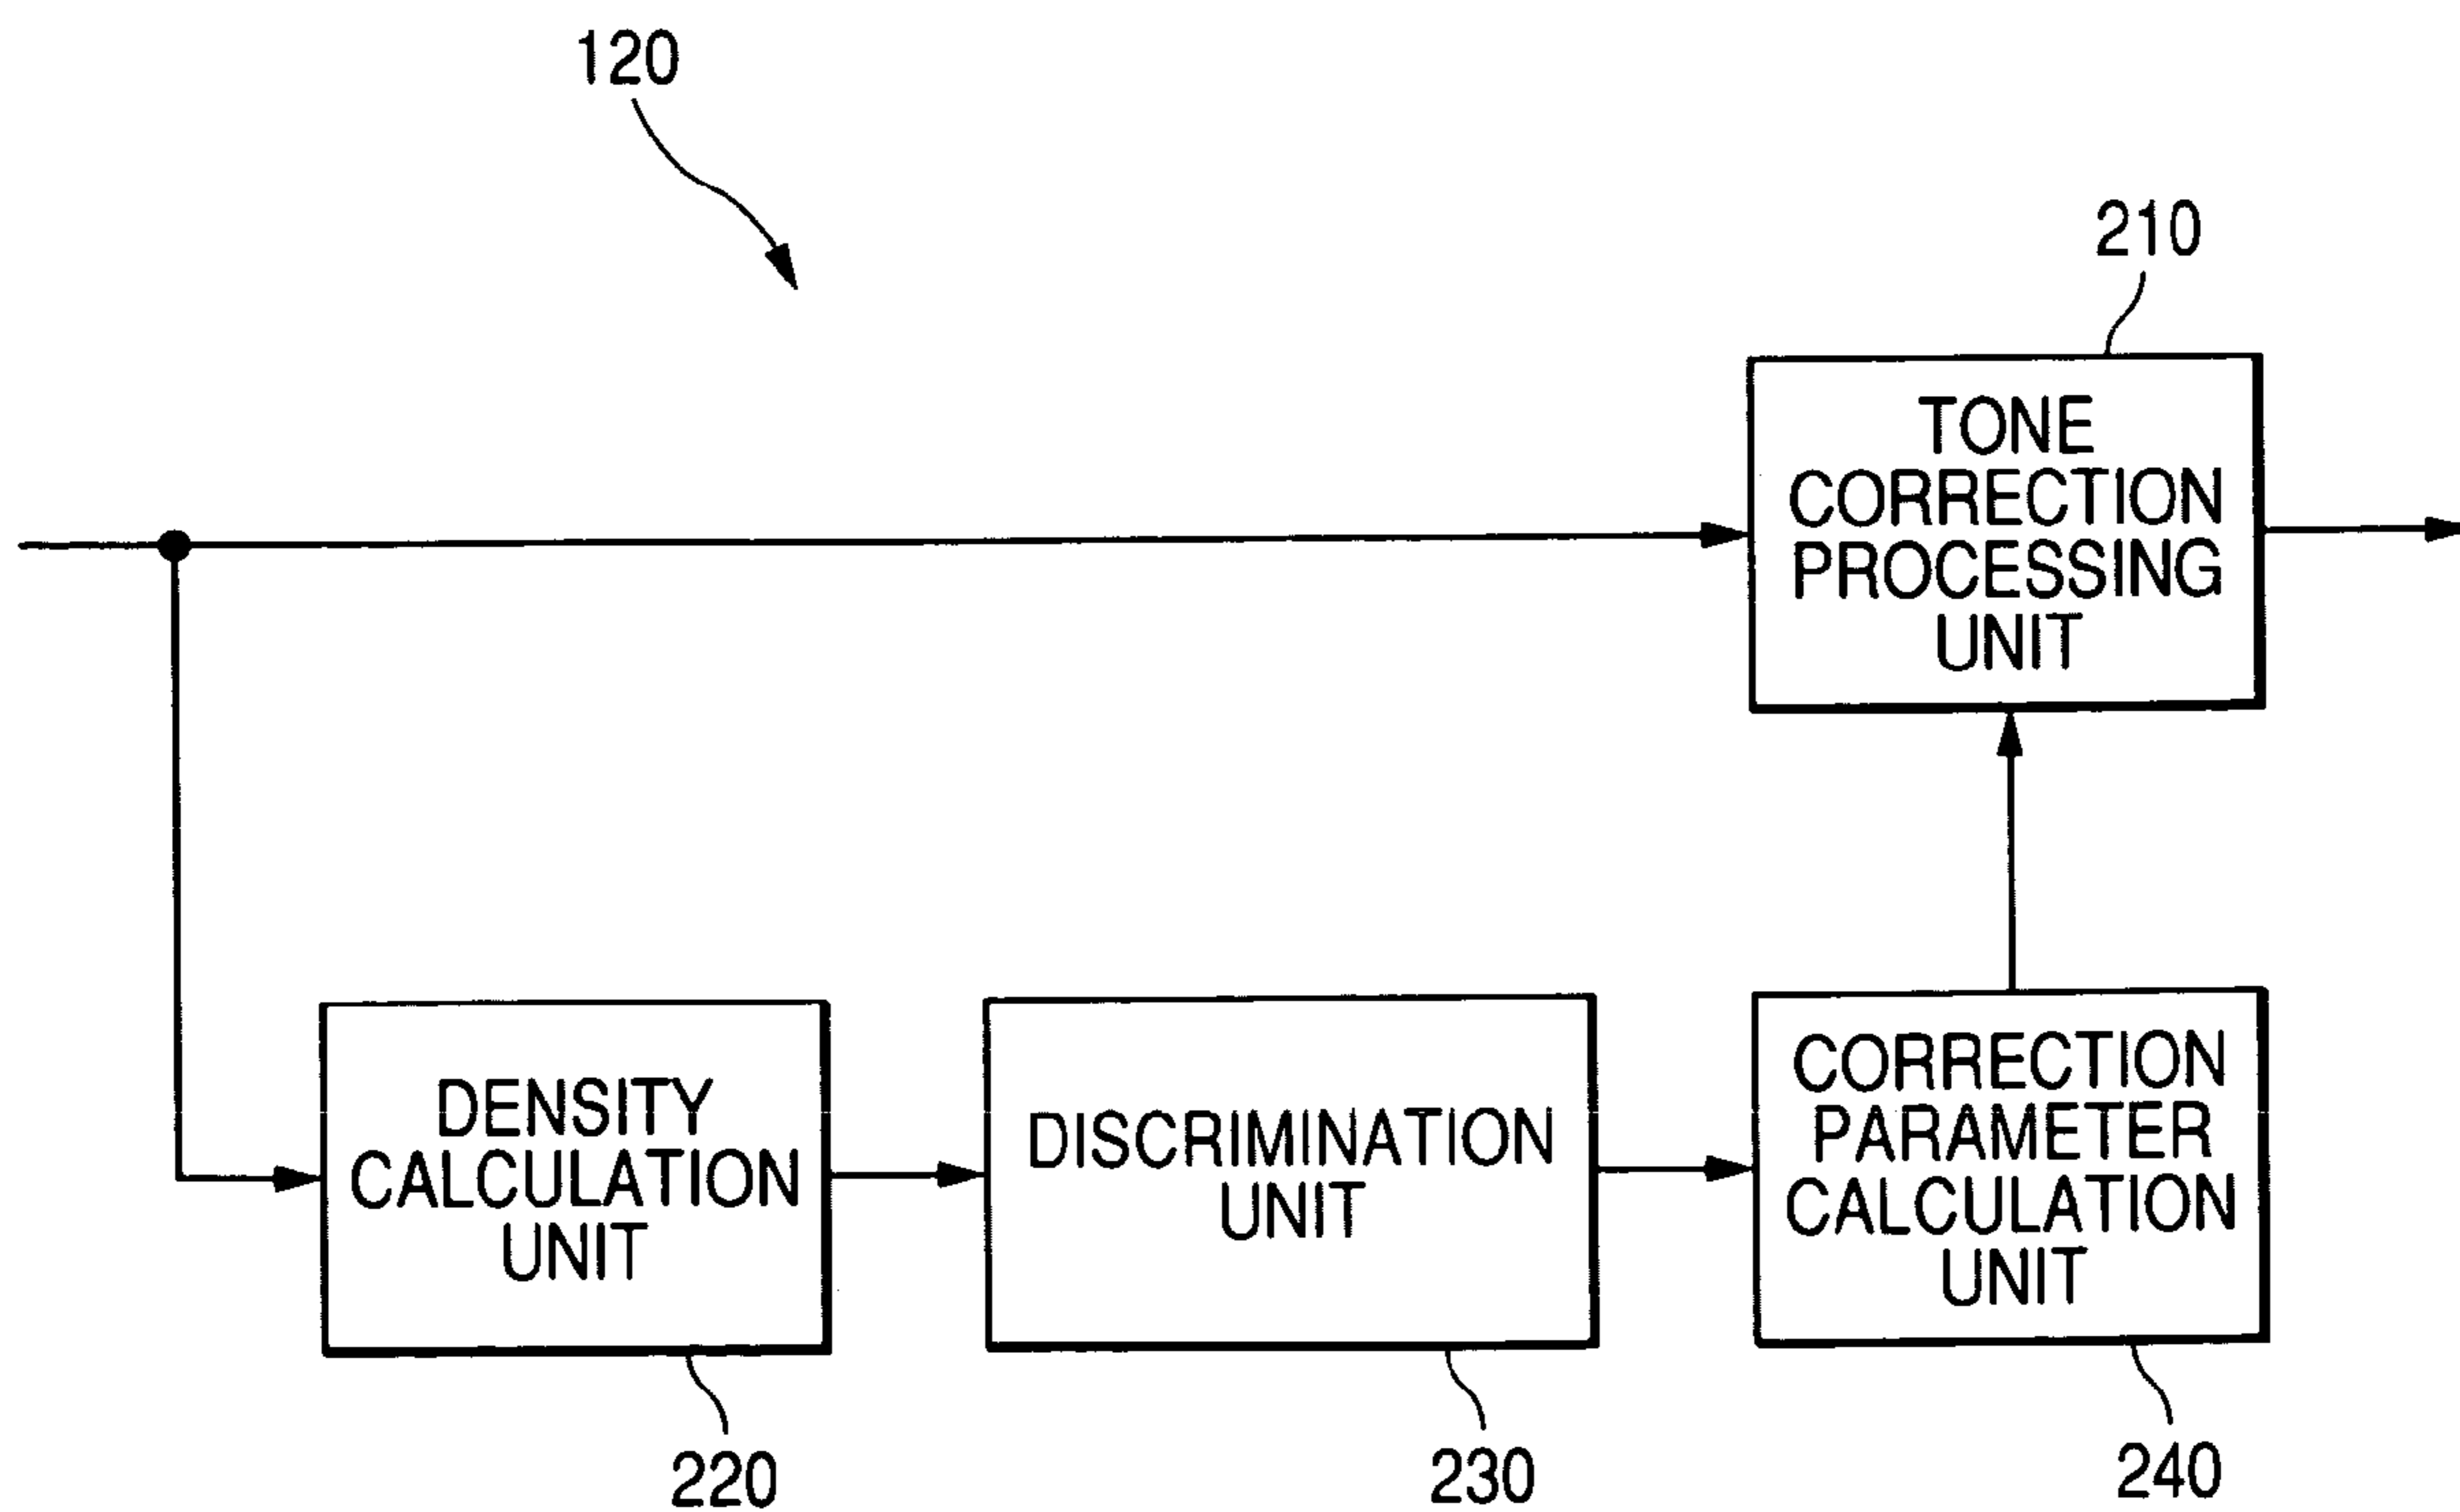 120
210
TONE
CORRECTION
PROCESSING
UNIT
DENSITY
CALCULATION
UNIT
DISCRIMINATION
UNIT
CORRECTION
PARAMETER
CALCULATION
UNIT
220
230
240